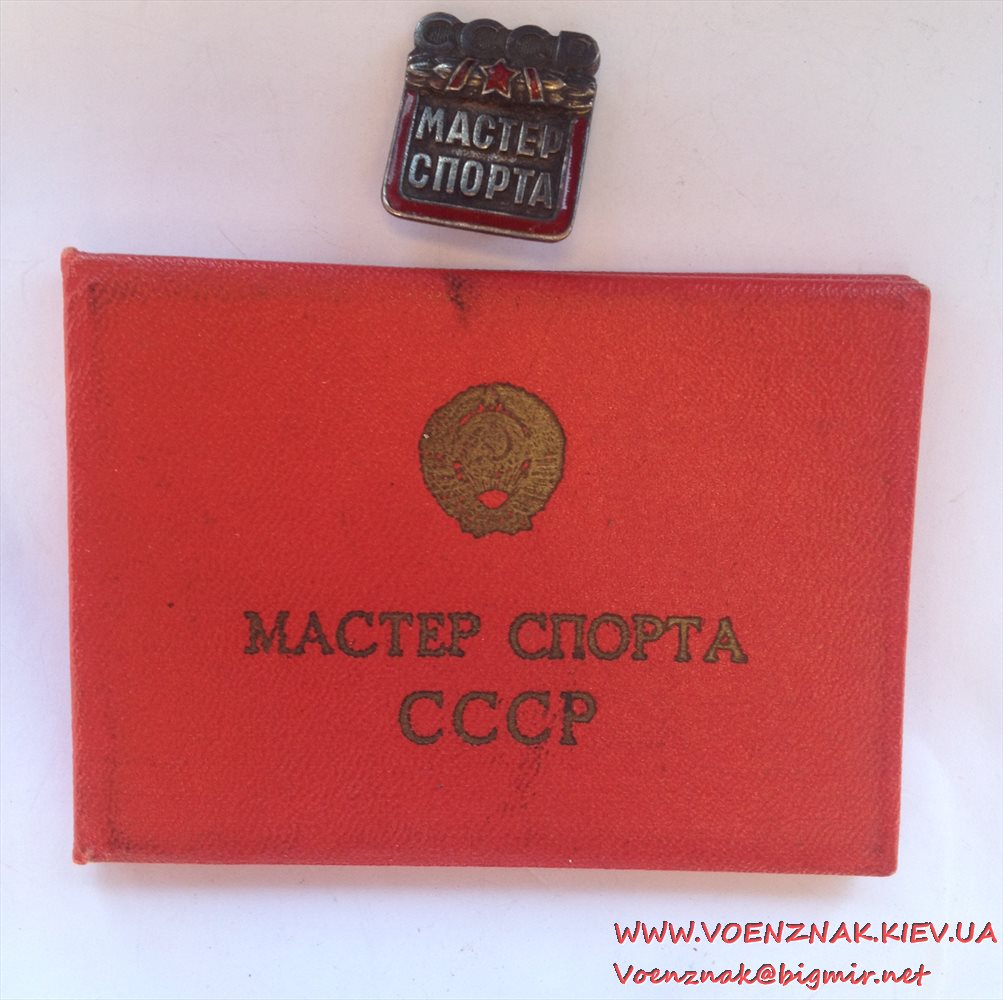 СССР
МАСТЕР
СПОРТА
МАСТЕР СПОРТА
СССР
WWW.VOENZNAK.KIEV.UA
Voenznak@bigmir.net